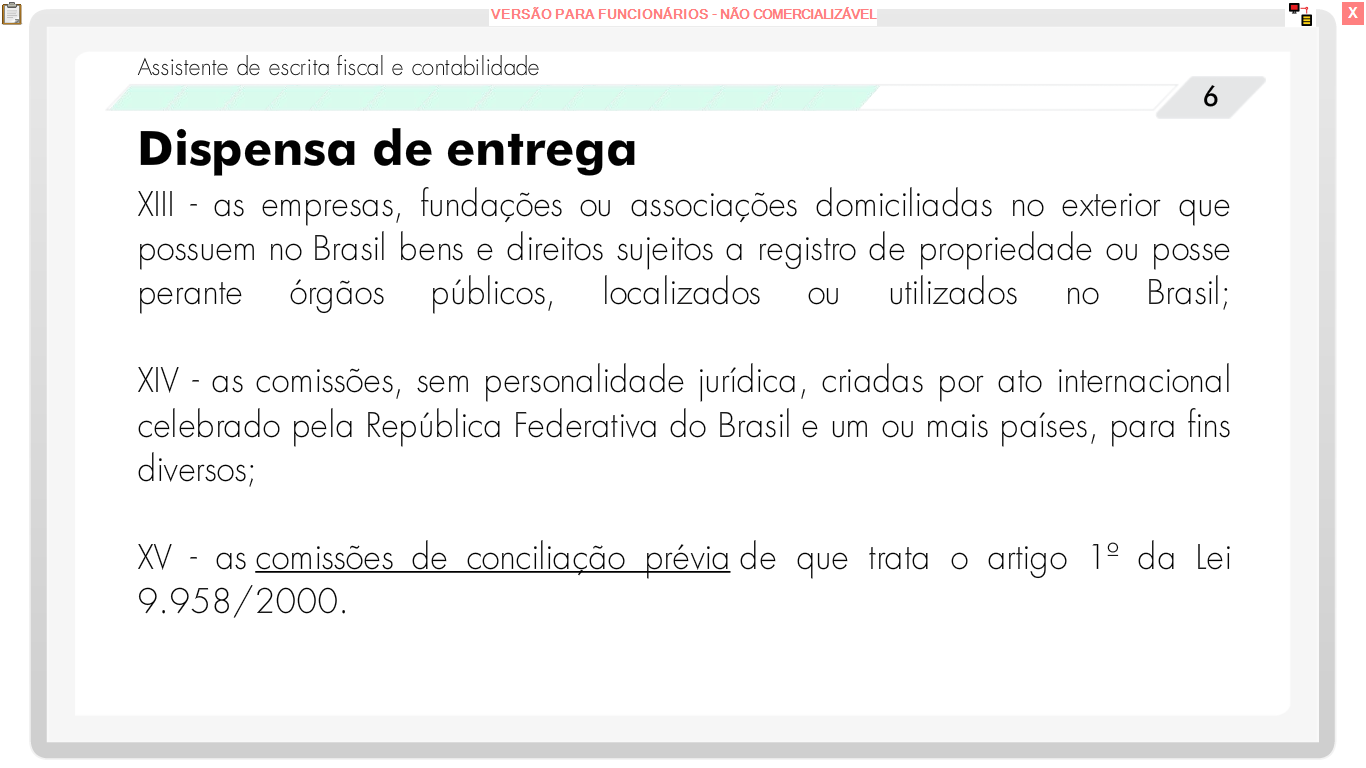 VERSÃO PARA FUNCIONÁRIOS - NÃO COMERCIALIZÁVEL
X
Assistente de escrita fiscal e contabilidade
6
Dispensa de entrega
XIII - as empresas, fundações ou associações domiciliadas no exterior que
possuem no Brasil bens e direitos sujeitos a registro de propriedade ou posse
perante órgãos públicos, localizados ou utilizados no Brasil;
XIV - as comissões, sem personalidade jurídica, criadas por ato internacional
celebrado pela República Federativa do Brasil e um ou mais países, para fins
diversos;
XV - as comissões de conciliação prévia de que trata o artigo 1º da Lei
9.958/2000.